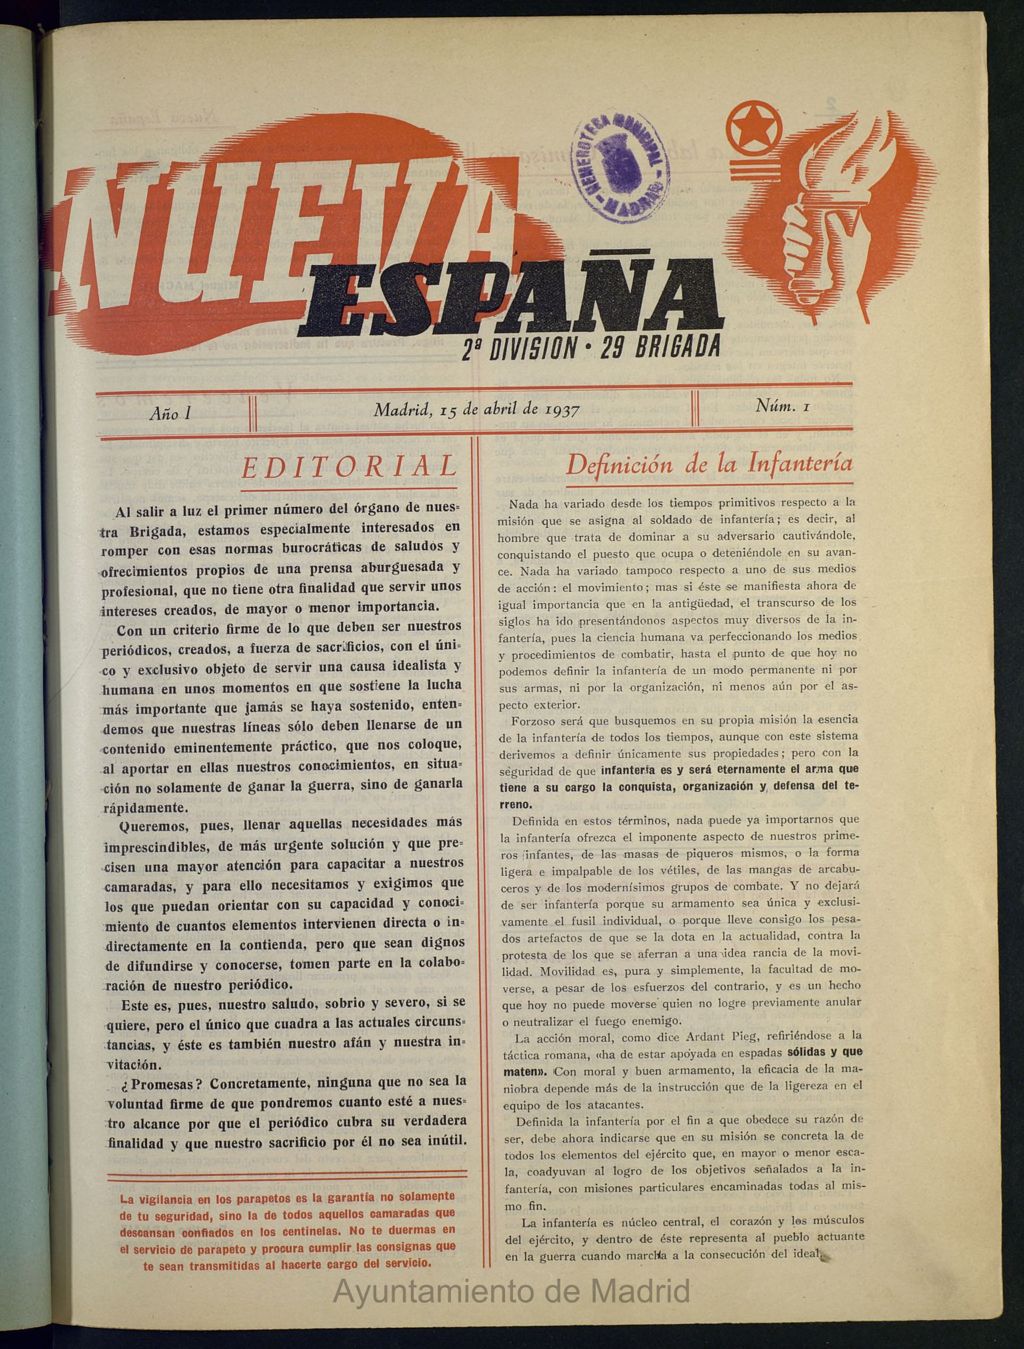 NUEVA
ESPAÑA
2ª DIVISION · 29 BRIGADA
HEMEROTECA MUNICIPAL
MADRID
Año I
Madrid, 15 de abril de 1937
Núm. 1
EDITORIAL
Al salir a luz el primer número del órgano de nues-
tra Brigada, estamos especialmente interesados en
romper con esas normas burocráticas de saludos y
ofrecimientos propios de una prensa aburguesada y
profesional, que no tiene otra finalidad que servir unos
intereses creados, de mayor o menor importancia.
Con un criterio firme de lo que deben ser nuestros
periódicos, creados, a fuerza de sacrificios, con el úni-
co y exclusivo objeto de servir una causa idealista y
humana en unos momentos en que sostiene la lucha
más importante que jamás se haya sostenido, enten-
demos que nuestras líneas sólo deben llenarse de un
contenido eminentemente práctico, que nos coloque,
al aportar en ellas nuestros conocimientos, en situa-
ción no solamente de ganar la guerra, sino de ganarla
rápidamente.
Queremos, pues, llenar aquellas necesidades más
imprescindibles, de más urgente solución y que pre-
cisen una mayor atención para capacitar a nuestros
camaradas, y para ello necesitamos y exigimos que
los que puedan orientar con su capacidad y conoci-
miento de cuantos elementos intervienen directa o in-
directamente en la contienda, pero que sean dignos
de difundirse y conocerse, tomen parte en la colabo-
ración de nuestro periódico.
Este es, pues, nuestro saludo, sobrio y severo, si se
quiere, pero el único que cuadra a las actuales circuns-
tancias, y éste es también nuestro afán y nuestra in-
vitación.
¿Promesas? Concretamente, ninguna que no sea la
voluntad firme de que pondremos cuanto esté a nues-
tro alcance por que el periódico cubra su verdadera
finalidad y que nuestro sacrificio por él no sea inútil.
La vigilancia en los parapetos es la garantía no solamente
de tu seguridad, sino la de todos aquellos camaradas que
descansan confiados en los centinelas. No te duermas en
el servicio de parapeto y procura cumplir las consignas que
te sean transmitidas al hacerte cargo del servicio.
Definición de la Infantería
Nada ha variado desde los tiempos primitivos respecto a la
misión que se asigna al soldado de infantería; es decir, al
hombre que trata de dominar a su adversario cautivándole,
conquistando el puesto que ocupa o deteniéndole en su avan-
ce. Nada ha variado tampoco respecto a uno de sus medios
de acción: el movimiento; mas si éste se manifiesta ahora de
igual importancia que en la antigüedad, el transcurso de los
siglos ha ido presentándonos aspectos muy diversos de la in-
fantería, pues la ciencia humana va perfeccionando los medios
y procedimientos de combatir, hasta el punto de que hoy no
podemos definir la infantería de un modo permanente ni por
sus armas, ni por la organización, ni menos aún por el as-
pecto exterior.
Forzoso será que busquemos en su propia misión la esencia
de la infantería de todos los tiempos, aunque con este sistema
derivemos a definir únicamente sus propiedades; pero con la
seguridad de que infantería es y será eternamente el arma que
tiene a su cargo la conquista, organización y defensa del te-
rreno.
Definida en estos términos, nada puede ya importarnos que
la infantería ofrezca el imponente aspecto de nuestros prime-
ros infantes, de las masas de piqueros mismos, o la forma
ligera e impalpable de los vétiles, de las mangas de arcabu-
ceros y de los modernísimos grupos de combate. Y no dejará
de ser infantería porque su armamento sea única y exclusi-
vamente el fusil individual, o porque lleve consigo los pesa-
dos artefactos de que se la dota en la actualidad, contra la
protesta de los que se aferran a una idea rancia de la movi-
lidad. Movilidad es, pura y simplemente, la facultad de mo-
verse, a pesar de los esfuerzos del contrario, y es un hecho
que hoy no puede moverse quien no logre previamente anular
o neutralizar el fuego enemigo.
La acción moral, como dice Ardant Pieg, refiriéndose a la
táctica romana, «ha de estar apoyada en espadas sólidas y que
maten». Con moral y buen armamento, la eficacia de la ma-
niobra depende más de la instrucción que de la ligereza en el
equipo de los atacantes.
Definida la infantería por el fin a que obedece su razón de
ser, debe ahora indicarse que en su misión se concreta la de
todos los elementos del ejército que, en mayor o menor esca-
la, coadyuvan al logro de los objetivos señalados a la in-
fantería, con misiones particulares encaminadas todas al mis-
mo fin.
La infantería es núcleo central, el corazón y los músculos
del ejército, y dentro de éste representa al pueblo actuante
en la guerra cuando marcha a la consecución del ideal.
Ayuntamiento de Madrid